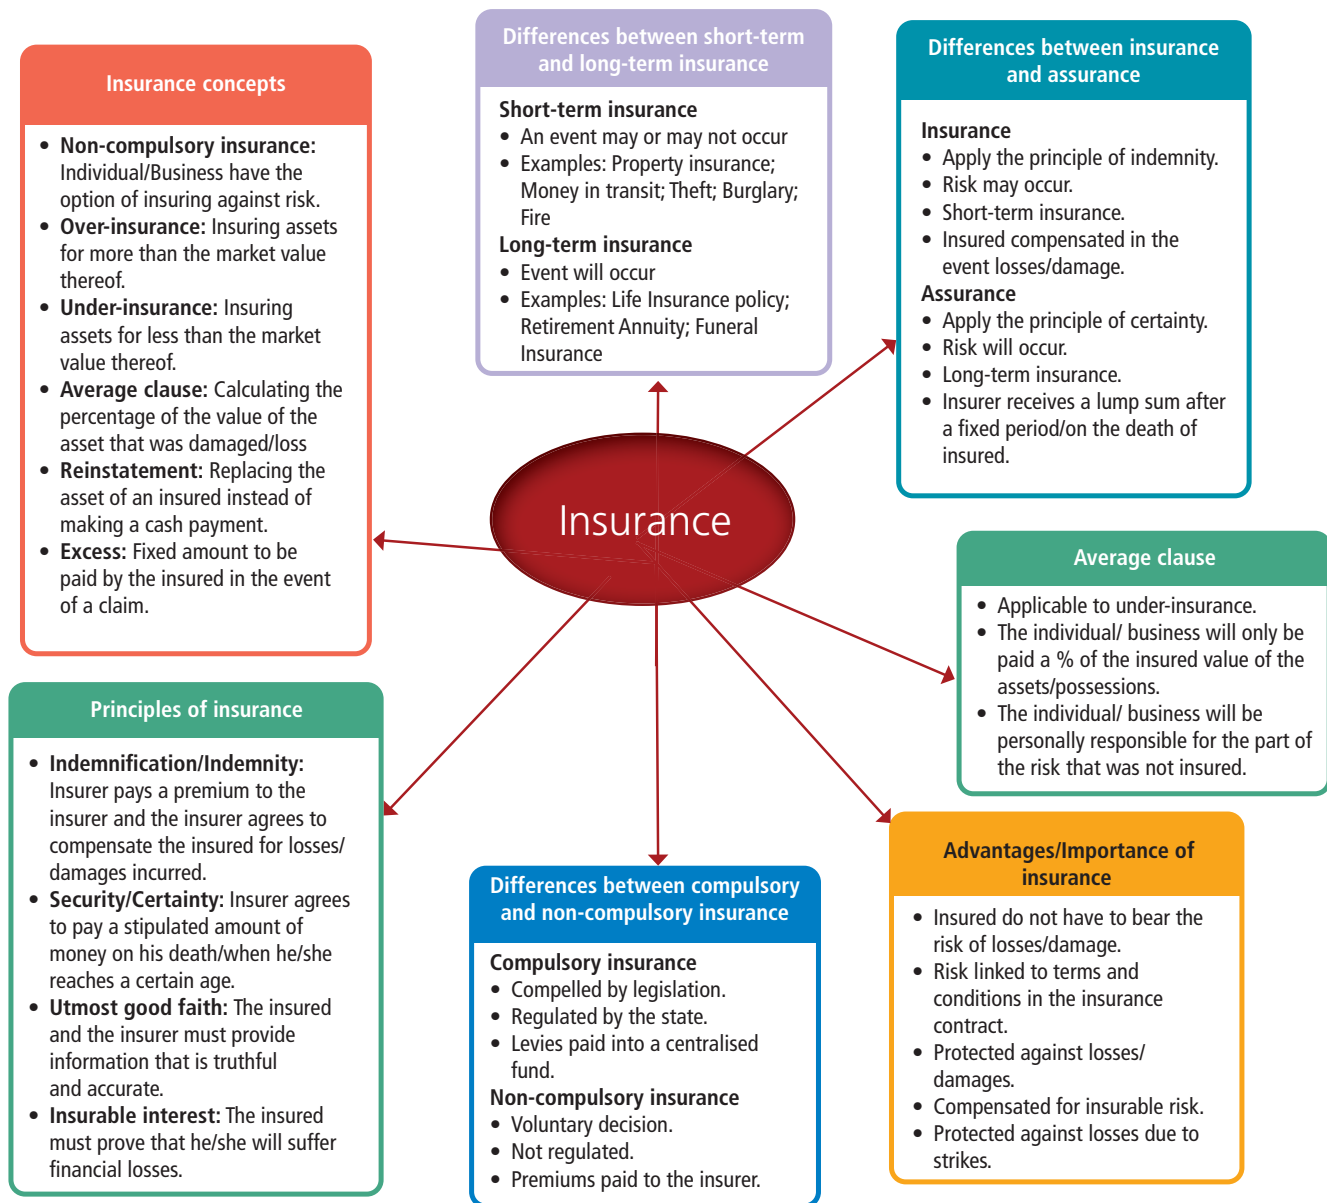 Insurance concepts
• Non-compulsory insurance:
Individual/Business have the
option of insuring against risk.
• Over-insurance: Insuring assets
for more than the market value
thereof.
• Under-insurance: Insuring
assets for less than the market
value thereof.
• Average clause: Calculating the
percentage of the value of the
asset that was damaged/loss
• Reinstatement: Replacing the
asset of an insured instead of
making a cash payment.
• Excess: Fixed amount to be
paid by the insured in the event
of a claim.
Differences between short-term
and long-term insurance
Short-term insurance
• An event may or may not occur
• Examples: Property insurance;
Money in transit; Theft; Burglary;
Fire
Long-term insurance
• Event will occur
• Examples: Life Insurance policy;
Retirement Annuity; Funeral
Insurance
Differences between insurance
and assurance
Insurance
• Apply the principle of indemnity.
• Risk may occur.
• Short-term insurance.
• Insured compensated in the
event losses/damage.
Assurance
• Apply the principle of certainty.
• Risk will occur.
• Long-term insurance.
• Insurer receives a lump sum after
a fixed period/on the death of
insured.
Insurance
Average clause
• Applicable to under-insurance.
• The individual/ business will only be
paid a % of the insured value of the
assets/possessions.
• The individual/ business will be
personally responsible for the part of
the risk that was not insured.
Principles of insurance
• Indemnification/Indemnity:
Insurer pays a premium to the
insurer and the insurer agrees to
compensate the insured for losses/
damages incurred.
• Security/Certainty: Insurer agrees
to pay a stipulated amount of
money on his death/when he/she
reaches a certain age.
• Utmost good faith: The insured
and the insurer must provide
information that is truthful
and accurate.
• Insurable interest: The insured
must prove that he/she will suffer
financial losses.
Differences between compulsory
and non-compulsory insurance
Compulsory insurance
• Compelled by legislation.
• Regulated by the state.
• Levies paid into a centralised
fund.
Non-compulsory insurance
• Voluntary decision.
• Not regulated.
• Premiums paid to the insurer.
Advantages/Importance of
insurance
• Insured do not have to bear the
risk of losses/damage.
• Risk linked to terms and
conditions in the insurance
contract.
• Protected against losses/
damages.
• Compensated for insurable risk.
• Protected against losses due to
strikes.